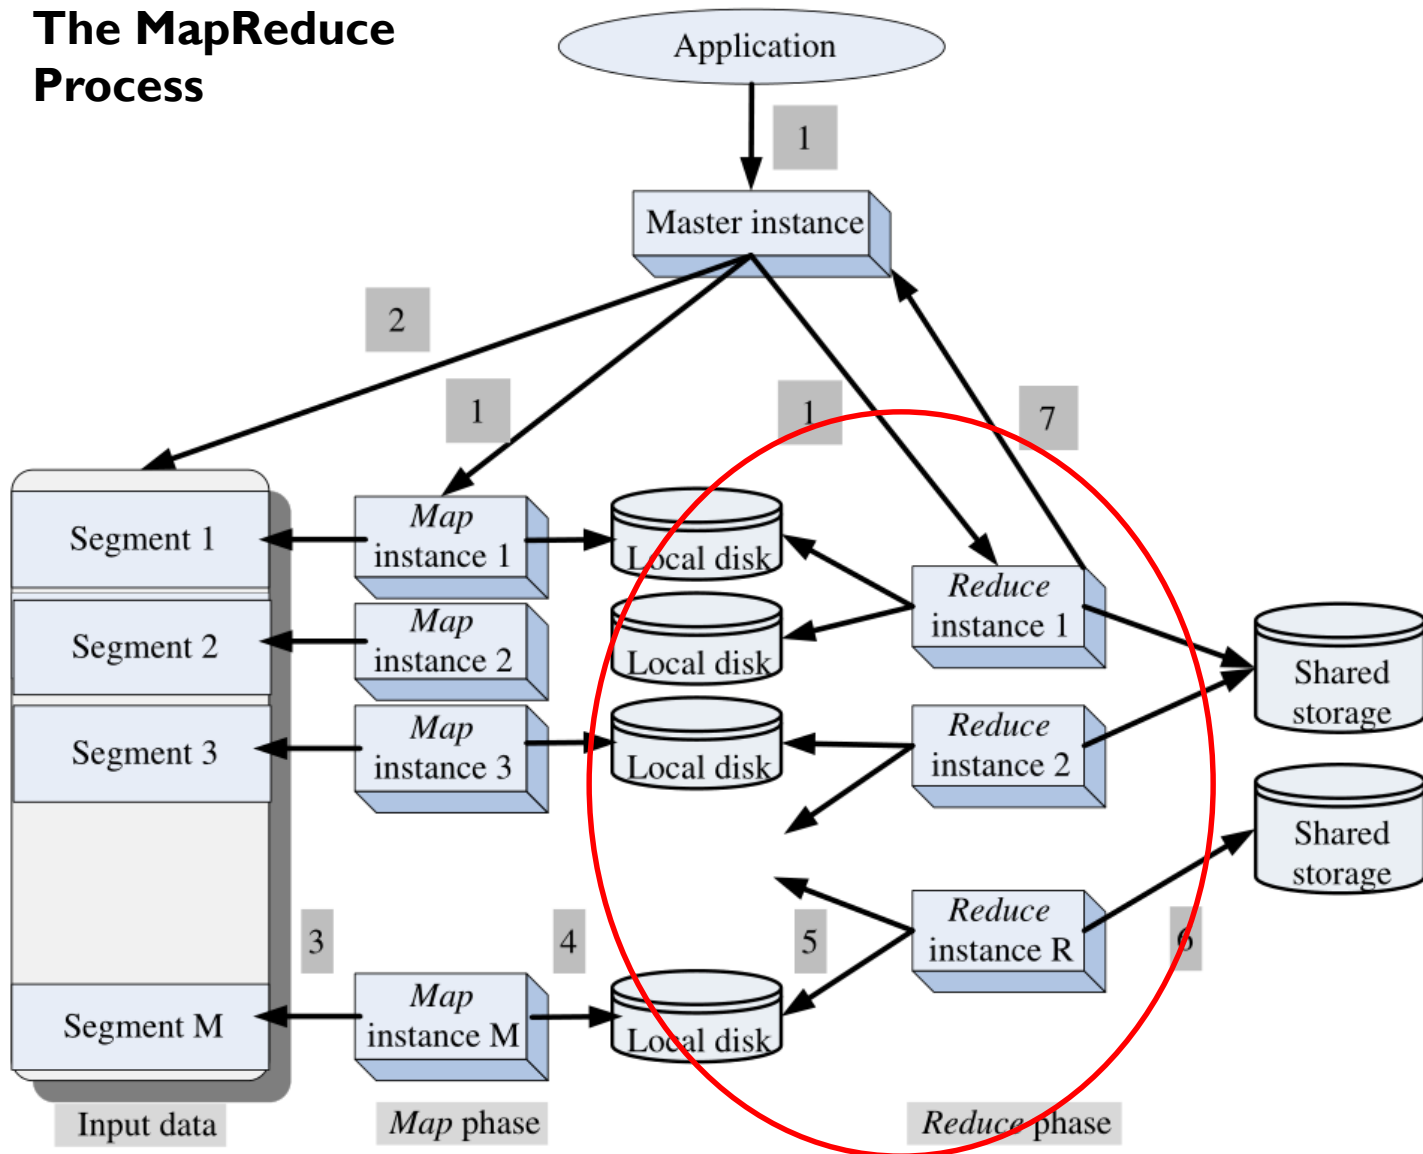 The MapReduce
Process
Application
1
Master instance
2
1
1
7
Segment 1
Map
instance 1
Local disk
Reduce
instance 1
Segment 2
Map
instance 2
Local disk
Shared
storage
Segment 3
Map
instance 3
Local disk
Reduce
instance 2
Shared
storage
3
4
5
Reduce
instance R
6
Segment M
Map
instance M
Local disk
Input data
Map phase
Reduce phase